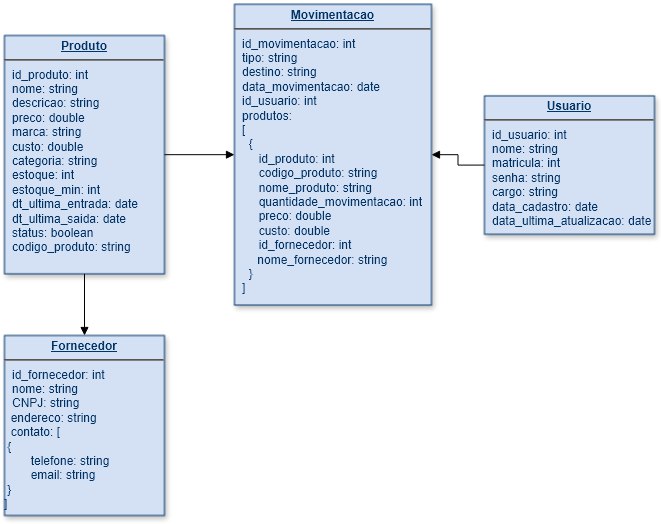 Produto
id_produto: int
nome: string
descricao: string
preco: double
marca: string
custo: double
categoria: string
estoque: int
estoque_min: int
dt_ultima_entrada: date
dt_ultima_saida: date
status: boolean
codigo_produto: string
Movimentacao
id_movimentacao: int
tipo: string
destino: string
data_movimentacao: date
id_usuario: int
produtos:
[
{
id_produto: int
codigo_produto: string
nome_produto: string
quantidade_movimentacao: int
preco: double
custo: double
id_fornecedor: int
nome_fornecedor: string
}
]
Usuario
id_usuario: int
nome: string
matricula: int
senha: string
cargo: string
data_cadastro: date
data_ultima_atualizacao: date
Fornecedor
id_fornecedor: int
nome: string
CNPJ: string
endereco: string
contato: [
{
telefone: string
email: string
}
]